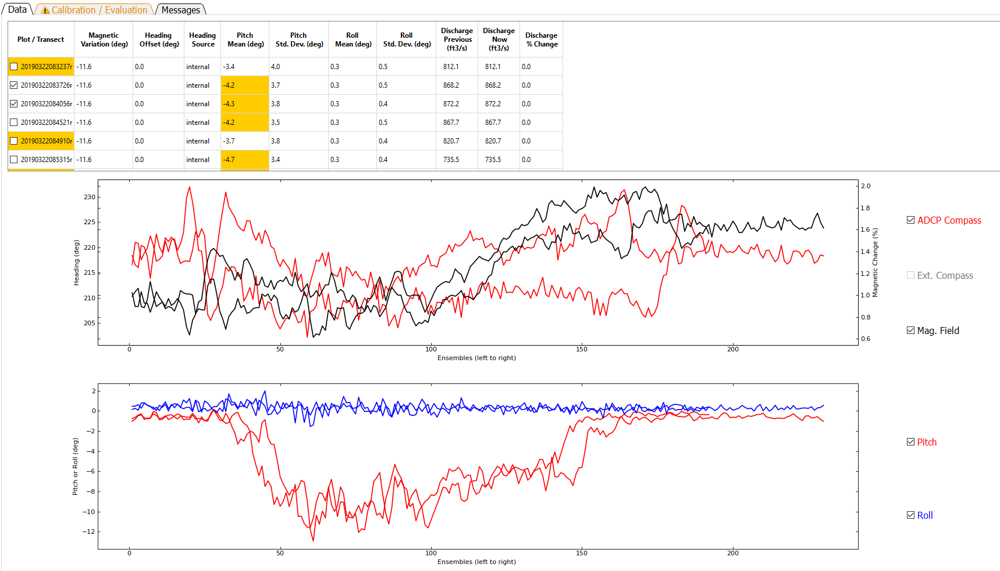 Data Calibration / Evaluation Messages
Plot / Transect Magnetic Variation (deg) Heading Offset (deg) Heading Source Pitch Mean (deg) Pitch Std. Dev. (deg) Roll Mean (deg) Roll Std. Dev. (deg) Discharge Previous (ft3/s) Discharge Now (ft3/s) Discharge % Change
20190322083237r -11.6 0.0 internal -3.4 4.0 0.3 0.5 812.1 812.1 0.0
20190322083726r -11.6 0.0 internal -4.2 3.7 0.3 0.5 868.2 868.2 0.0
20190322084056r -11.6 0.0 internal -4.3 3.8 0.3 0.4 872.2 872.2 0.0
20190322084521r -11.6 0.0 internal -4.2 3.5 0.3 0.5 867.7 867.7 0.0
20190322084910r -11.6 0.0 internal -3.7 3.8 0.3 0.4 820.7 820.7 0.0
20190322085315r -11.6 0.0 internal -4.7 3.4 0.3 0.4 735.5 735.5 0.0
Heading (deg)
230
225
220
215
210
205
2.0
1.8
1.6
1.4
1.2
1.0
0.8
0.6
Magnetic Change (%)
0 50 100 150 200
Ensembles (left to right)
ADCP Compass
Ext. Compass
Mag. Field
Pitch or Roll (deg)
2
0
−2
−4
−6
−8
−10
−12
0 50 100 150 200
Ensembles (left to right)
Pitch
Roll